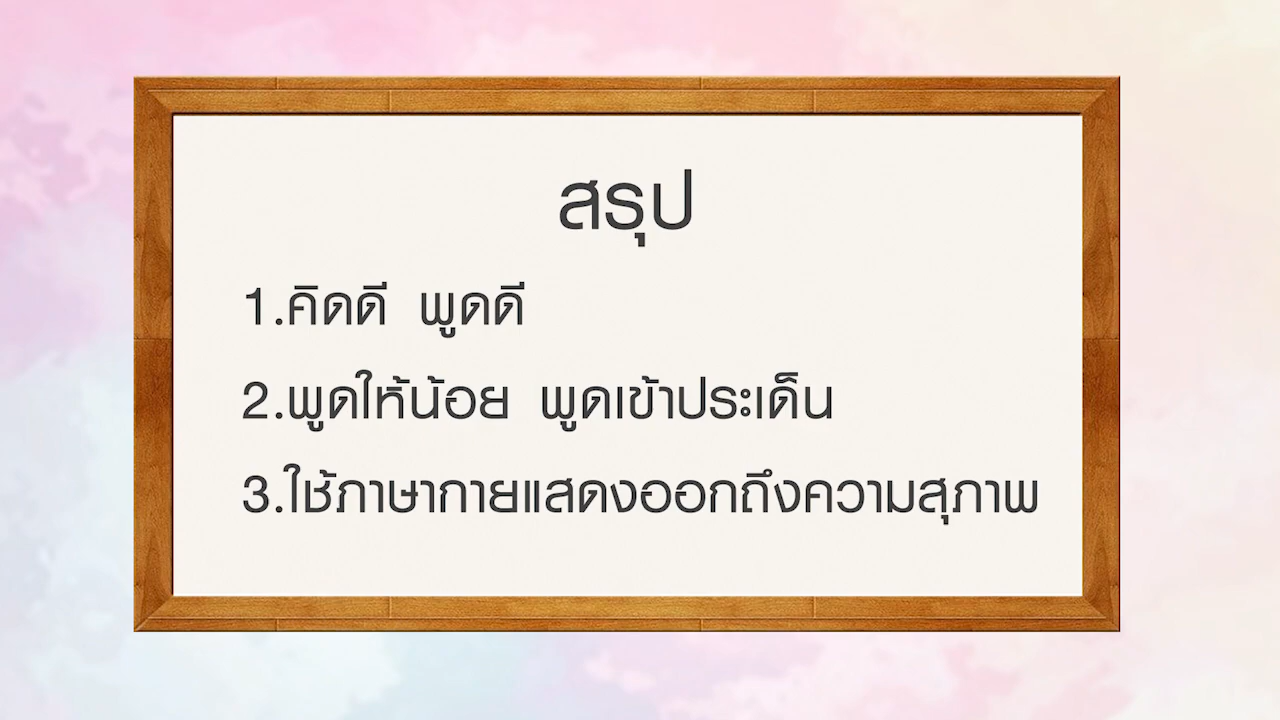 สรุป
1.คิดดี พูดดี
2.พูดให้น้อย พูดเข้าประเด็น
3.ใช้ภาษากายแสดงออกถึงความสุภาพ